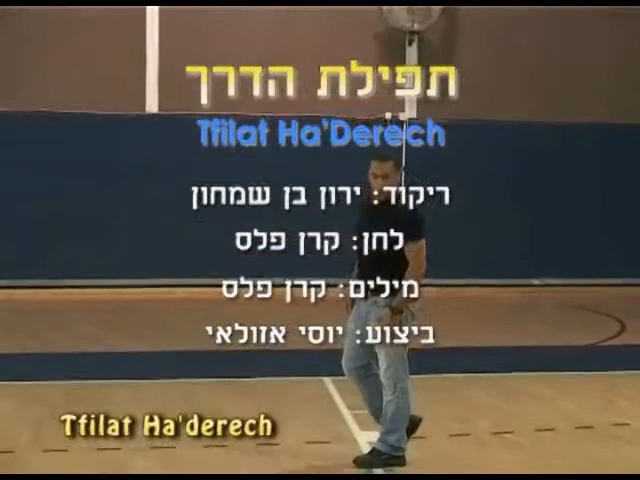 תפילת הדרך
Tfilat Ha'Derech
ריקוד: ירון בן שמחון
לחן: קרן פלס
מילים: קרן פלס
ביצוע: יוסי אזולאי
Tfilat Ha'derech